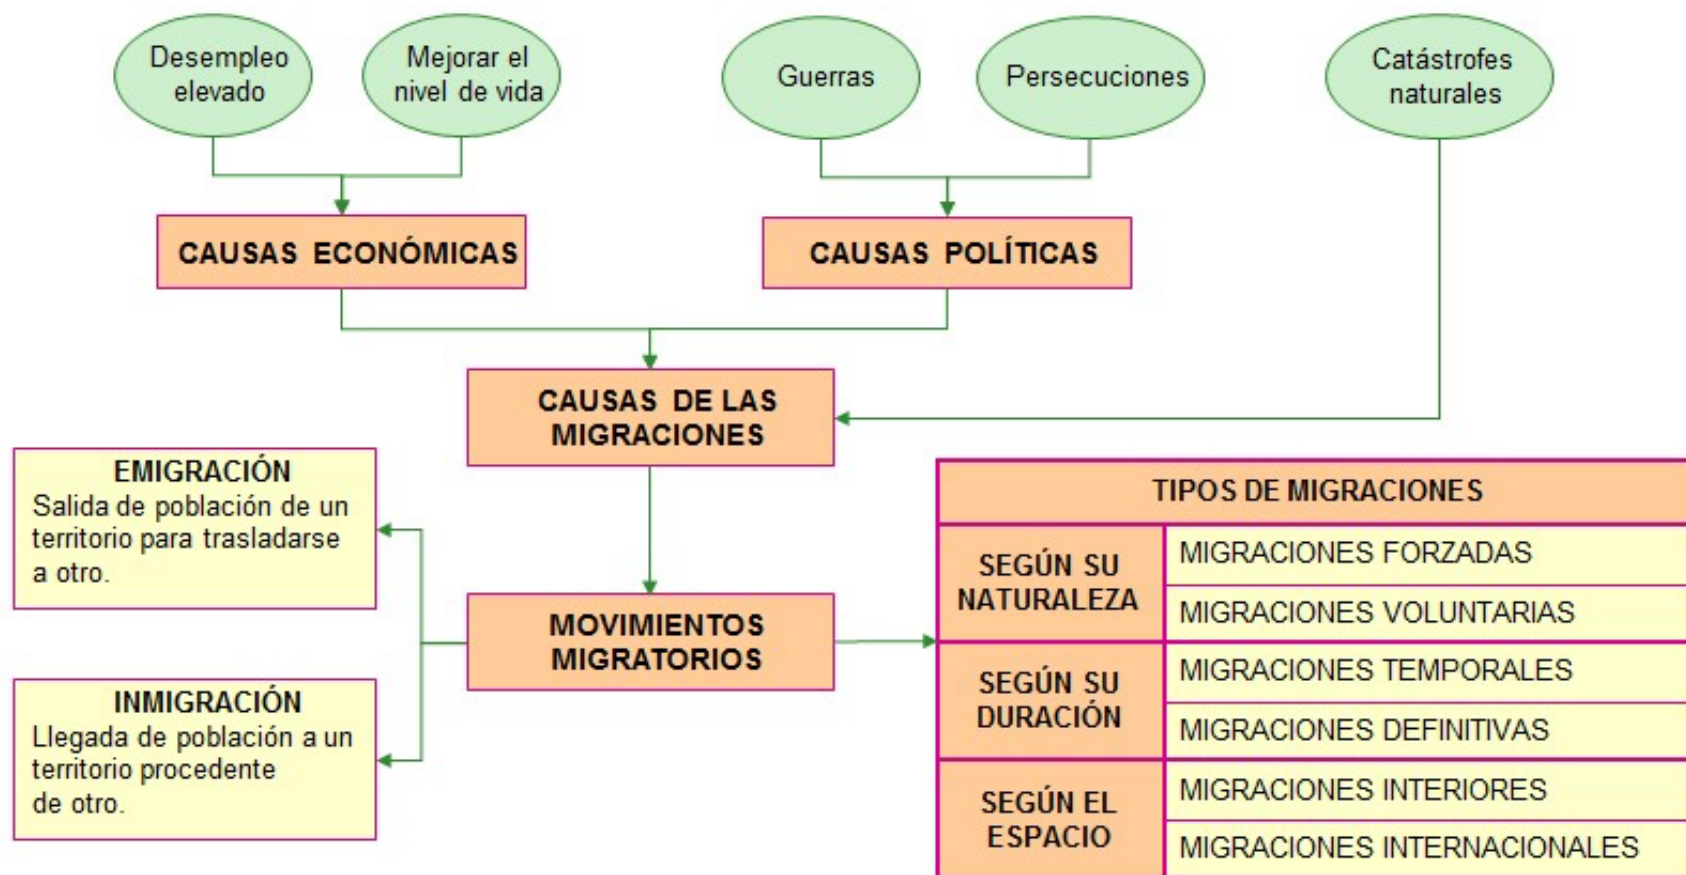 Desempleo
elevado
Mejorar el
nivel de vida
Guerras
Persecuciones
Catástrofes
naturales
CAUSAS ECONÓMICAS
CAUSAS POLÍTICAS
CAUSAS DE LAS
MIGRACIONES
EMIGRACIÓN
Salida de población de un
territorio para trasladarse
a otro.
INMIGRACIÓN
Llegada de población a un
territorio procedente
de otro.
MOVIMIENTOS
MIGRATORIOS
TIPOS DE MIGRACIONES
SEGÚN SU
NATURALEZA
MIGRACIONES FORZADAS
MIGRACIONES VOLUNTARIAS
SEGÚN SU
DURACIÓN
MIGRACIONES TEMPORALES
MIGRACIONES DEFINITIVAS
SEGÚN EL
ESPACIO
MIGRACIONES INTERIORES
MIGRACIONES INTERNACIONALES